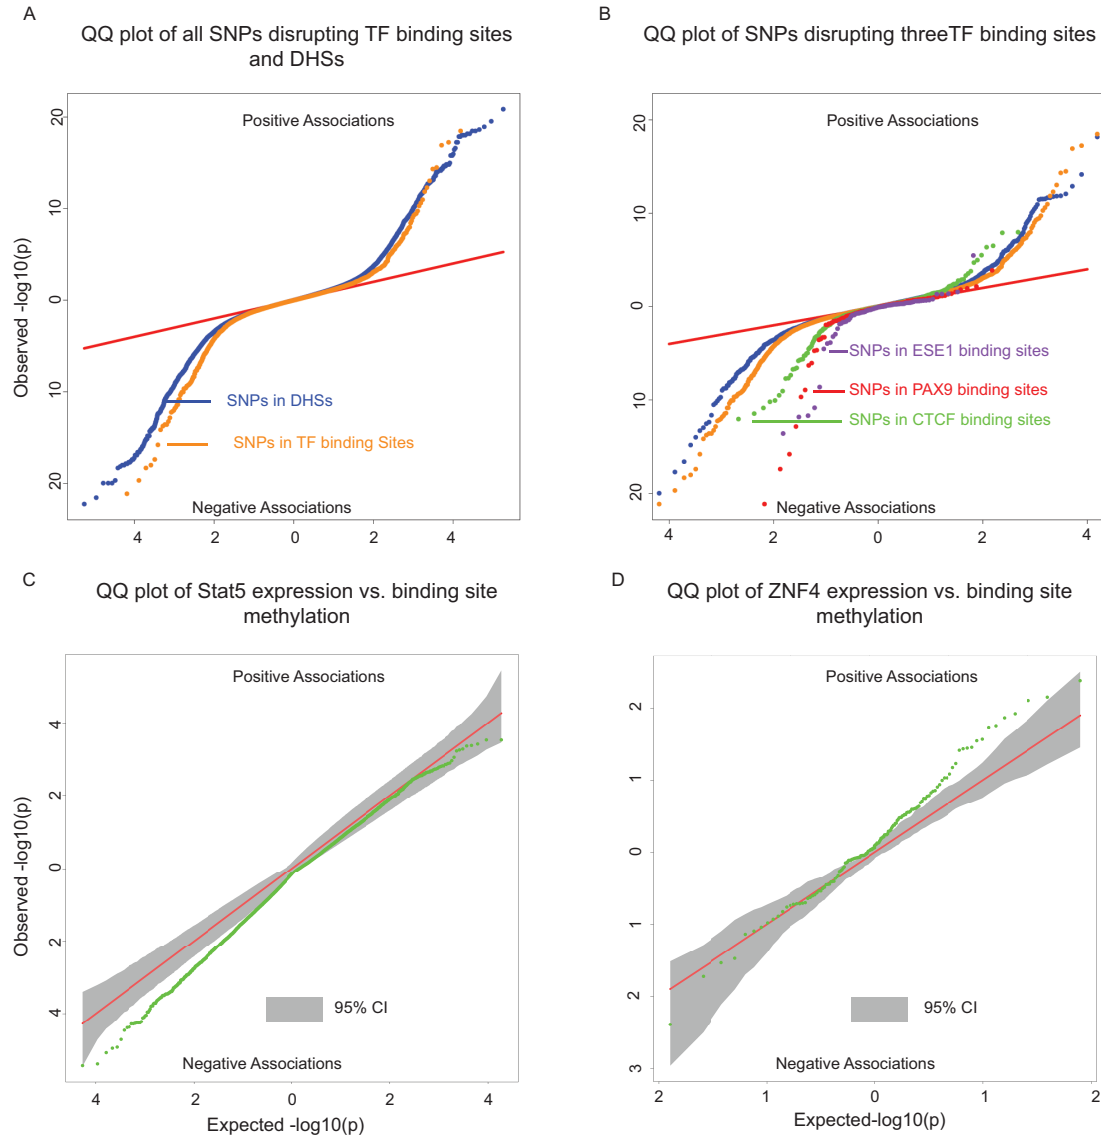 A
QQ plot of all SNPs disrupting TF binding sites
and DHSs
Observed -log10(p)
20
10
0
10
20
Positive Associations
SNPs in DHSs
SNPs in TF binding Sites
Negative Associations
4
2
0
2
4
B
QQ plot of SNPs disrupting threeTF binding sites
20
10
0
10
20
Positive Associations
SNPs in ESE1 binding sites
SNPs in PAX9 binding sites
SNPs in CTCF binding sites
Negative Associations
4
2
0
2
4
C
QQ plot of Stat5 expression vs. binding site
methylation
Observed -log10(p)
4
2
0
2
4
Positive Associations
95% CI
Negative Associations
4
2
0
2
4
Expected -log10(p)
D
QQ plot of ZNF4 expression vs. binding site
methylation
2
1
0
1
2
3
Positive Associations
95% CI
Negative Associations
2
1
0
1
2
Expected-log10(p)